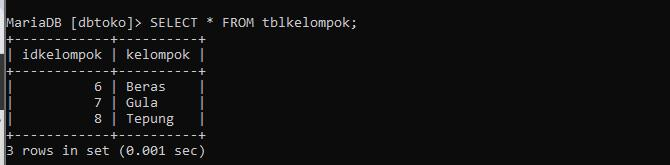 MariaDB [dbtoko]> SELECT * FROM tblkelompok;
+------------+----------+
| idkelompok | kelompok |
+------------+----------+
|          6 | Beras    |
|          7 | Gula     |
|          8 | Tepung   |
+------------+----------+
3 rows in set (0.001 sec)